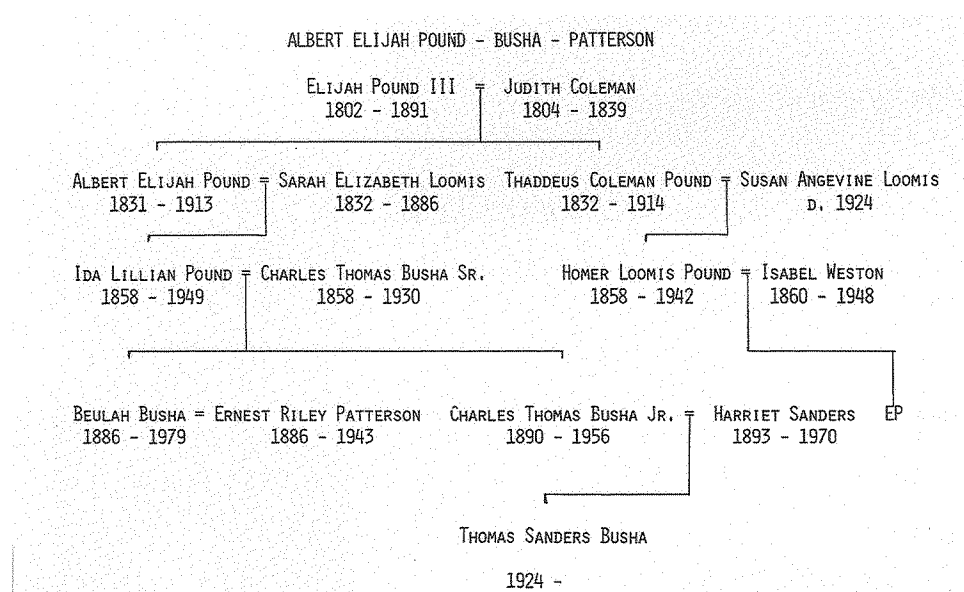 ALBERT ELIJAH POUND - BUSHA - PATTERSON
ELIJAH POUND III = JUDITH COLEMAN
1802 - 1891 1804 - 1839
ALBERT ELIJAH POUND = SARAH ELIZABETH LOOMIS THADDEUS COLEMAN POUND = SUSAN ANGEVINE LOOMIS
1831 - 1913 1832 - 1886 1832 - 1914 D. 1924
IDA LILLIAN POUND = CHARLES THOMAS BUSHA SR. HOMER LOOMIS POUND = ISABEL WESTON
1858 - 1949 1858 - 1930 1858 - 1942 1860 - 1948
BEULAH BUSHA = ERNEST RILEY PATTERSON CHARLES THOMAS BUSHA JR. = HARRIET SANDERS EP
1886 - 1979 1886 - 1943 1890 - 1956 1893 - 1970
THOMAS SANDERS BUSHA
1924 -